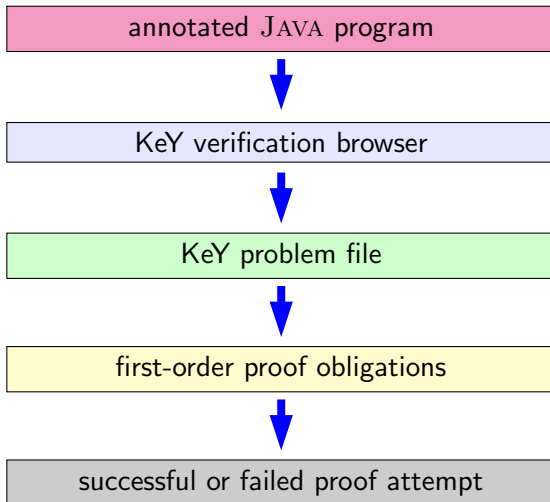 annotated JAVA program
KeY verification browser
KeY problem file
first-order proof obligations
successful or failed proof attempt